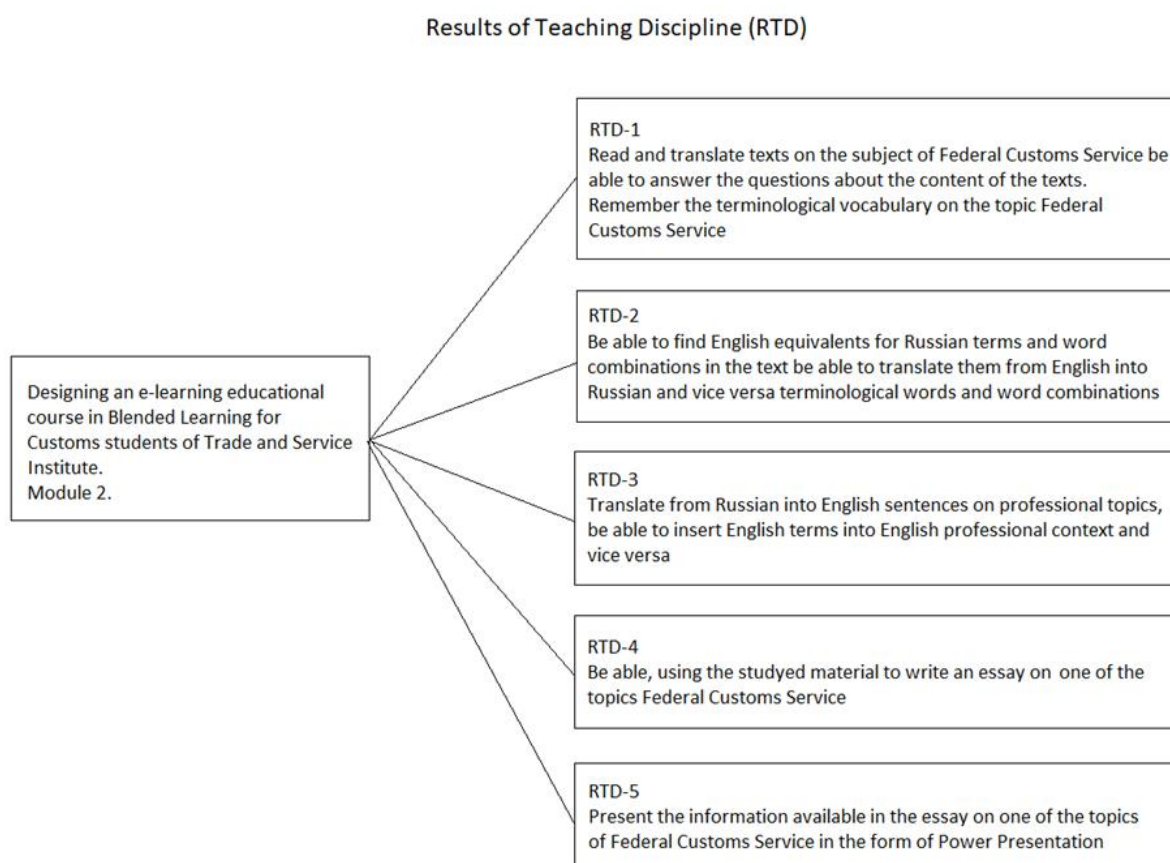 Results of Teaching Discipline (RTD)
RTD-1
Read and translate texts on the subject of Federal Customs Service be
able to answer the questions about the content of the texts.
Remember the terminological vocabulary on the topic Federal
Customs Service
RTD-2
Be able to find English equivalents for Russian terms and word
combinations in the text be able to translate them from English into
Russian and vice versa terminological words and word combinations
Designing an e-learning educational
course in Blended Learning for
Customs students of Trade and Service
Institute.
Module 2.
RTD-3
Translate from Russian into English sentences on professional topics,
be able to insert English terms into English professional context and
vice versa
RTD-4
Be able, using the studyed material to write an essay on one of the
topics Federal Customs Service
RTD-5
Present the information available in the essay on one of the topics
of Federal Customs Service in the form of Power Presentation